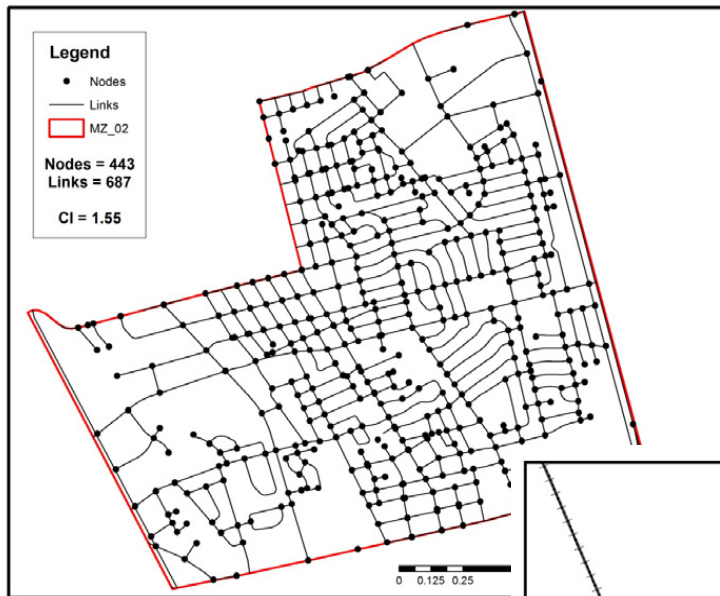 Legend
Nodes
Links
MZ_02
Nodes = 443
Links = 687
CI = 1.55
0 0.125 0.25